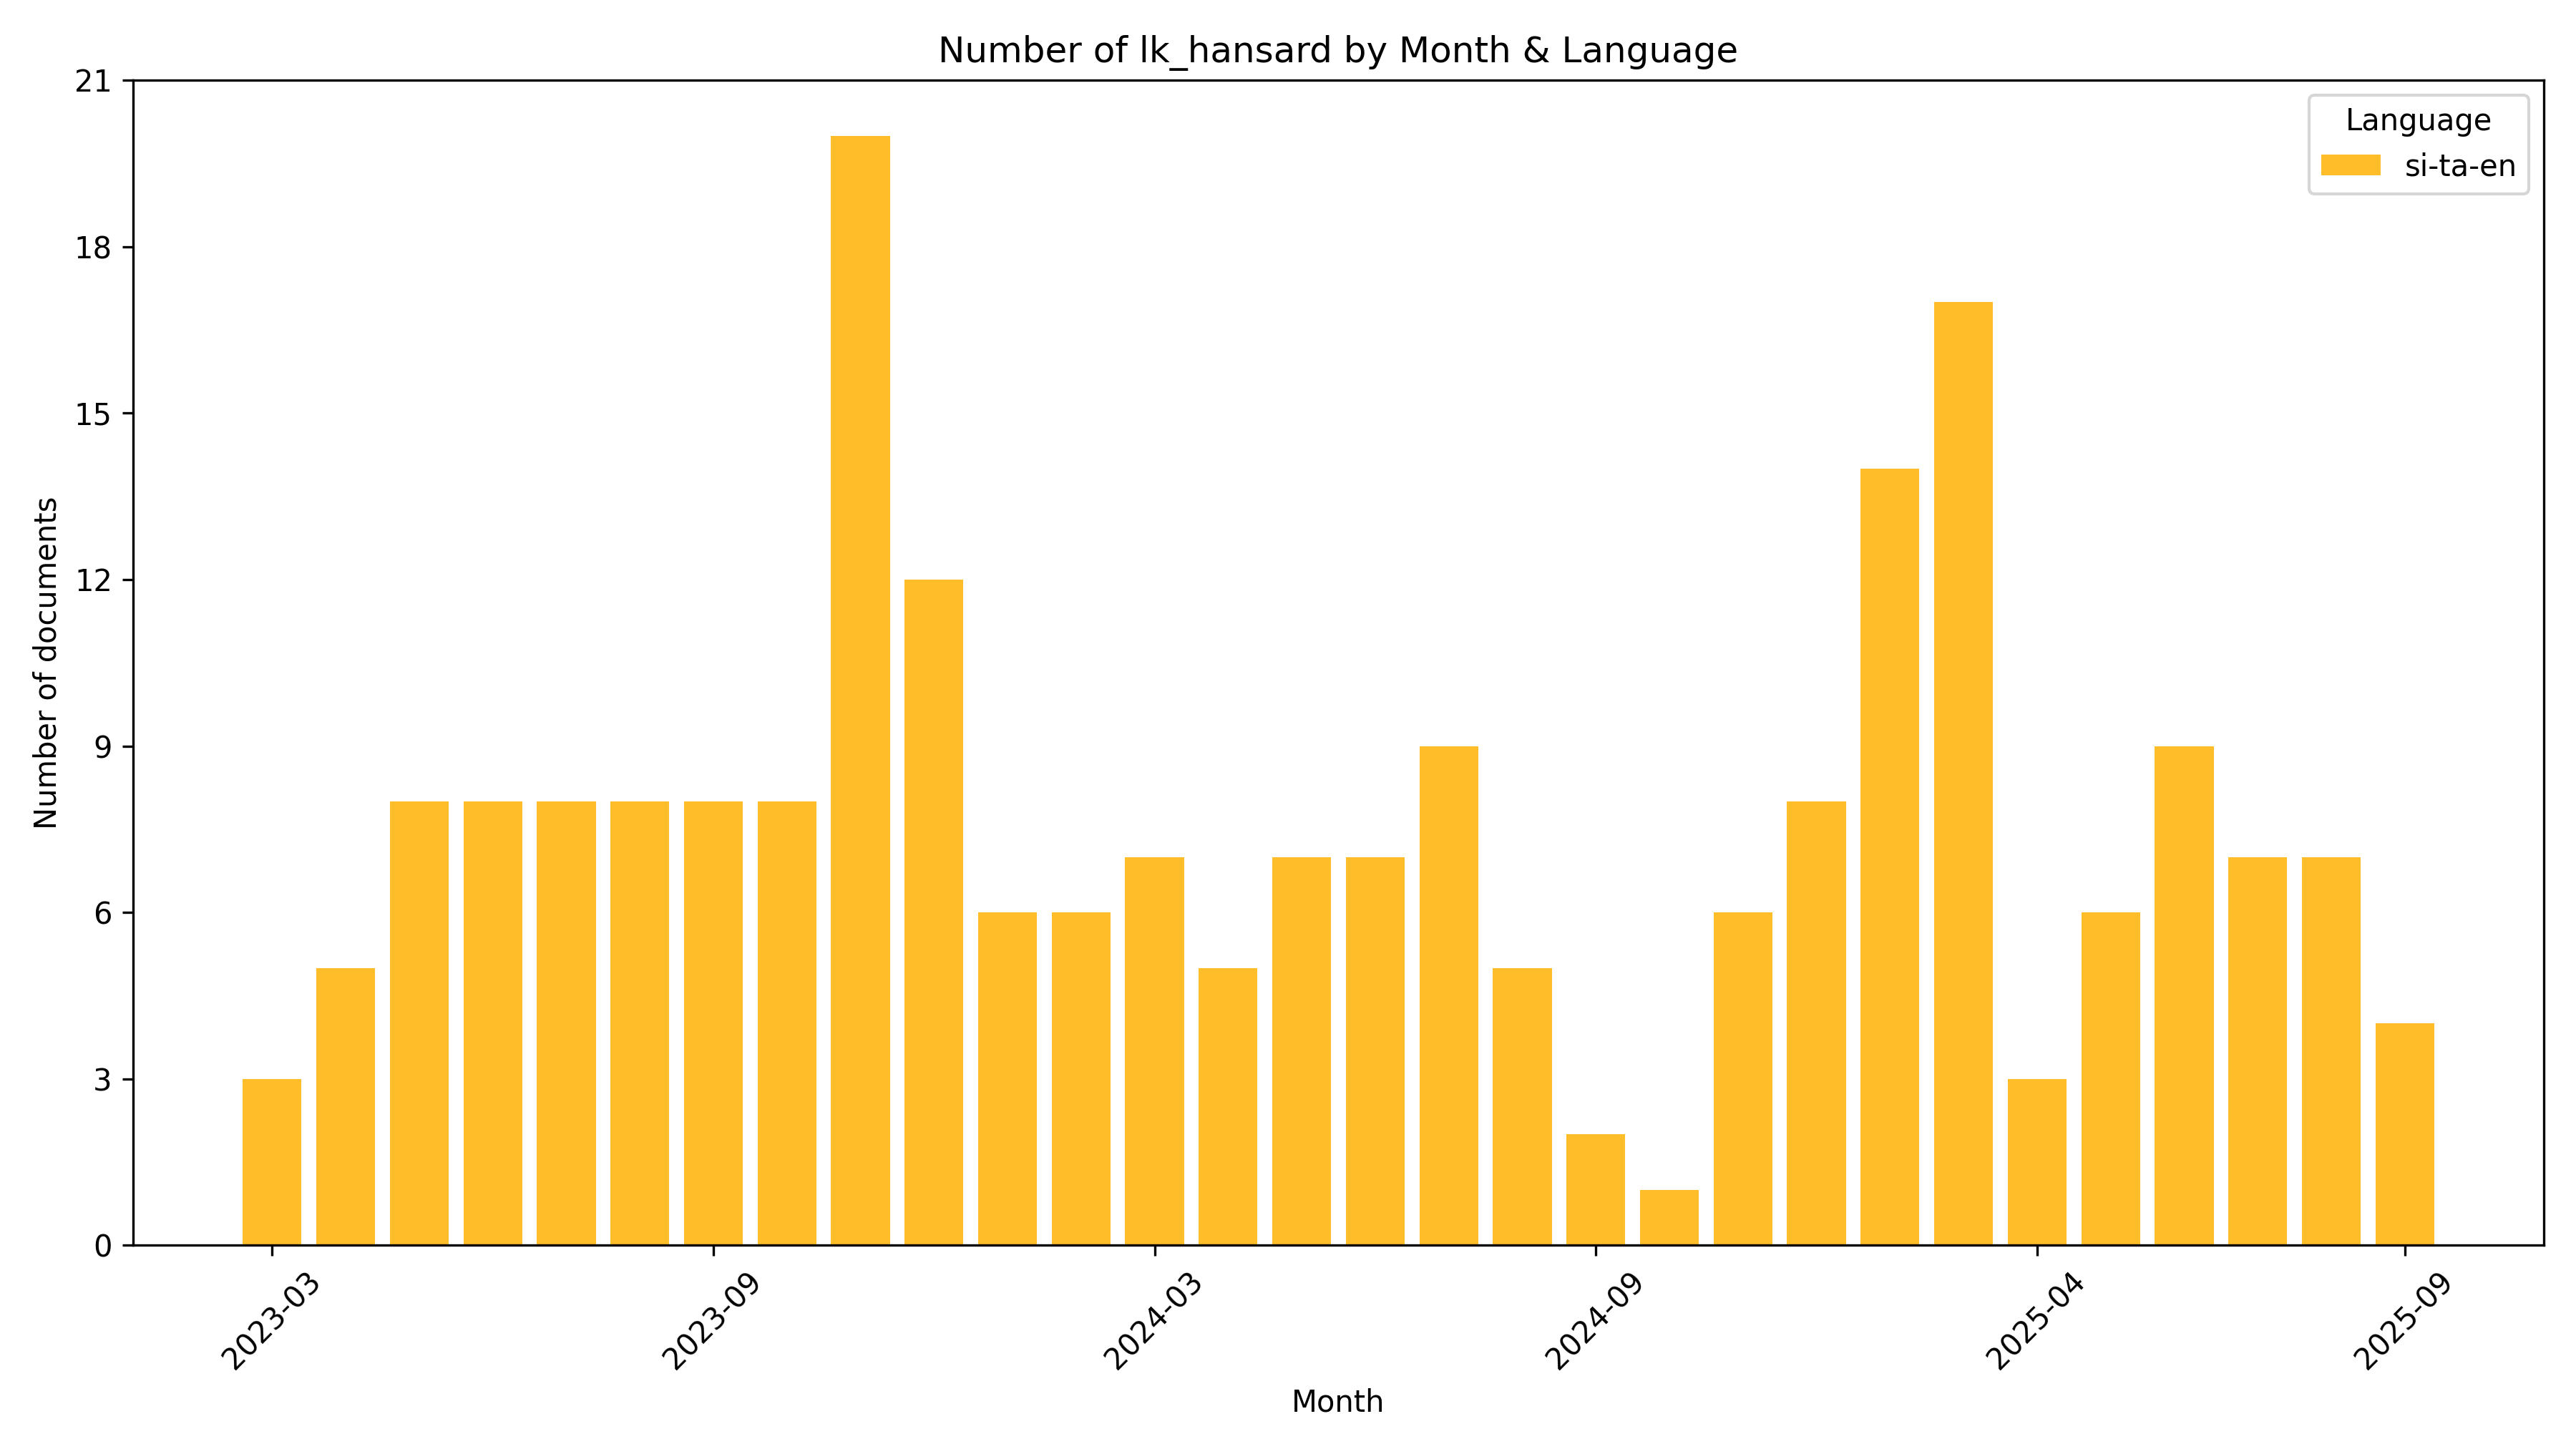 Number of lk_hansard by Month & Language
Language
si-ta-en
Number of documents
21
18
15
12
9
6
3
0
2023-03
2023-09
2024-03
2024-09
2025-04
2025-09
Month